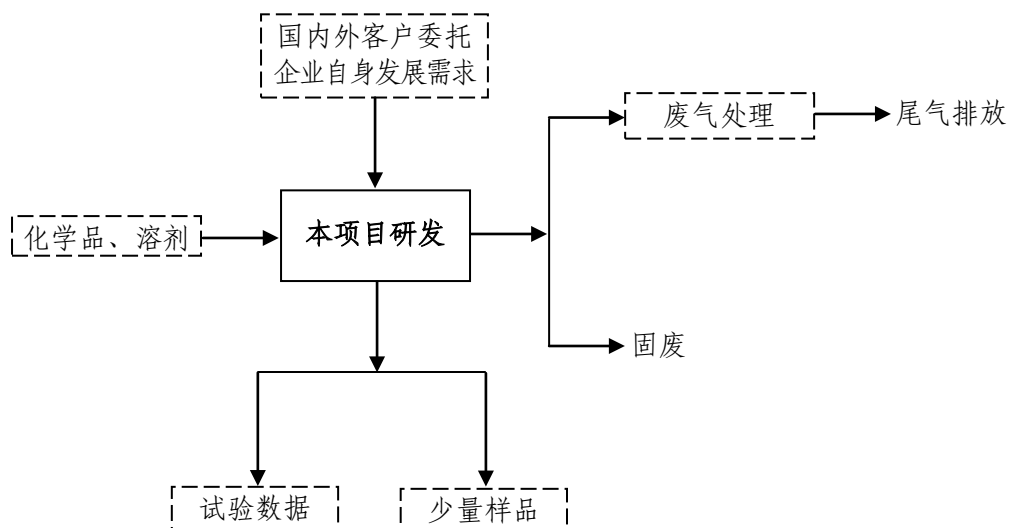 国内外客户委托
企业自身发展需求
废气处理
尾气排放
化学品、溶剂
本项目研发
固废
试验数据
少量样品